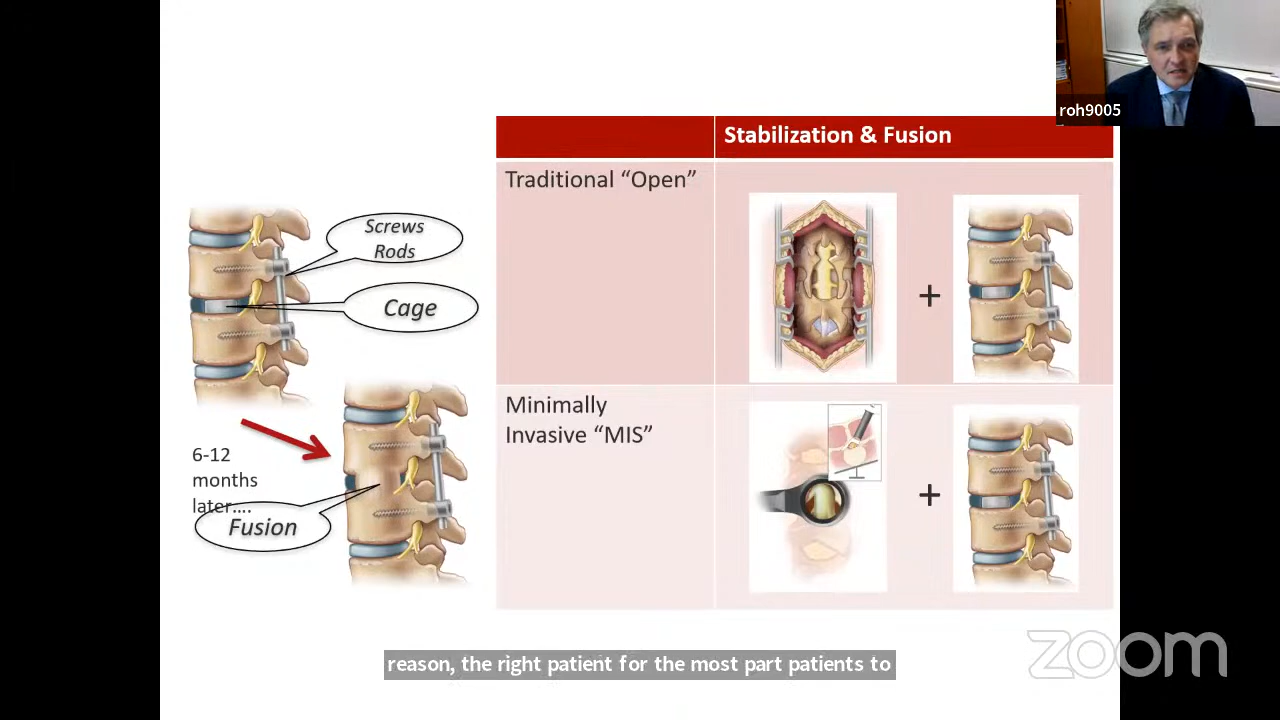 roh9005
Stabilization & Fusion
Traditional “Open”
Screws
Rods
Cage
+
Minimally
Invasive “MIS”
6-12
months
later….
Fusion
+
reason, the right patient for the most part patients to
zoom